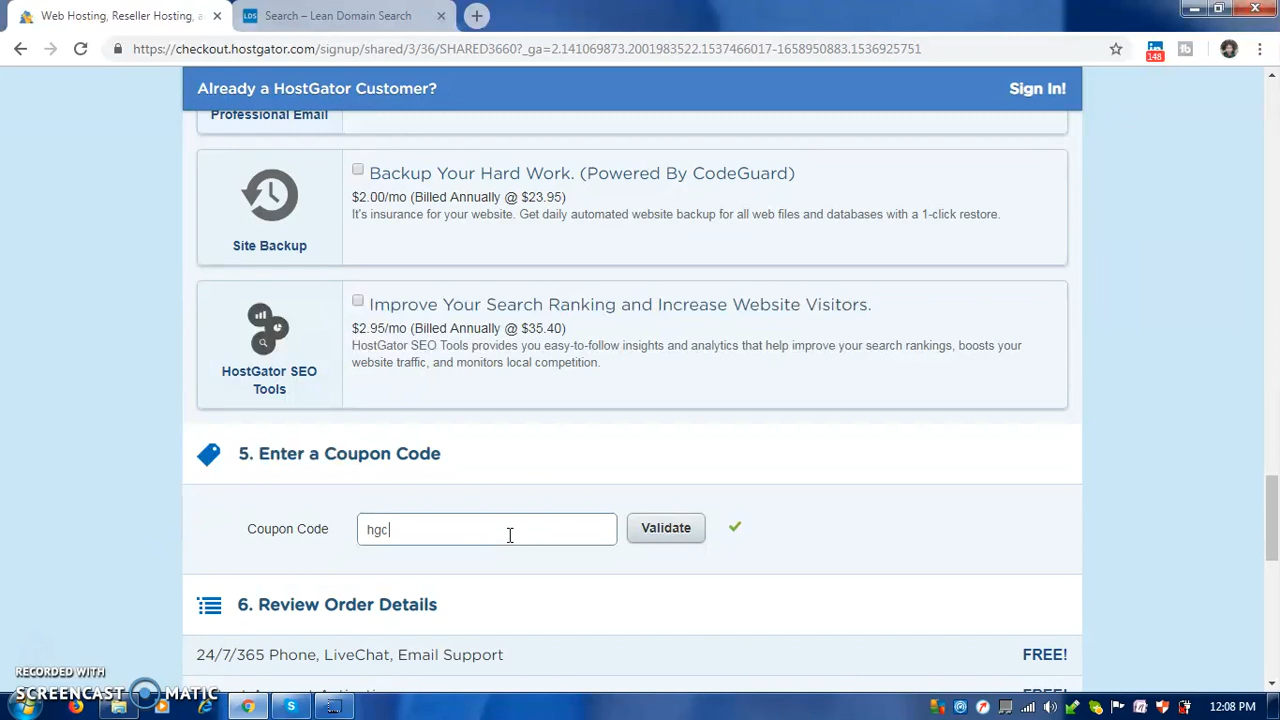 Web Hosting, Reseller Hosting, a
Search – Lean Domain Search
https://checkout.hostgator.com/signup/shared/3/36/SHARED3660?_ga=2.141069873.2001983522.1537466017-1658950883.1536925751
148
Already a HostGator Customer?
Sign In!
Professional Email
Backup Your Hard Work. (Powered By CodeGuard)
$2.00/mo (Billed Annually @ $23.95)
It's insurance for your website. Get daily automated website backup for all web files and databases with a 1-click restore.
Site Backup
Improve Your Search Ranking and Increase Website Visitors.
$2.95/mo (Billed Annually @ $35.40)
HostGator SEO Tools provides you easy-to-follow insights and analytics that help improve your search rankings, boosts your
website traffic, and monitors local competition.
HostGator SEO
Tools
5. Enter a Coupon Code
Coupon Code
hgc
Validate
6. Review Order Details
24/7/365 Phone, LiveChat, Email Support
FREE!
RECORDED WITH
SCREENCAST MATIC
12:08 PM